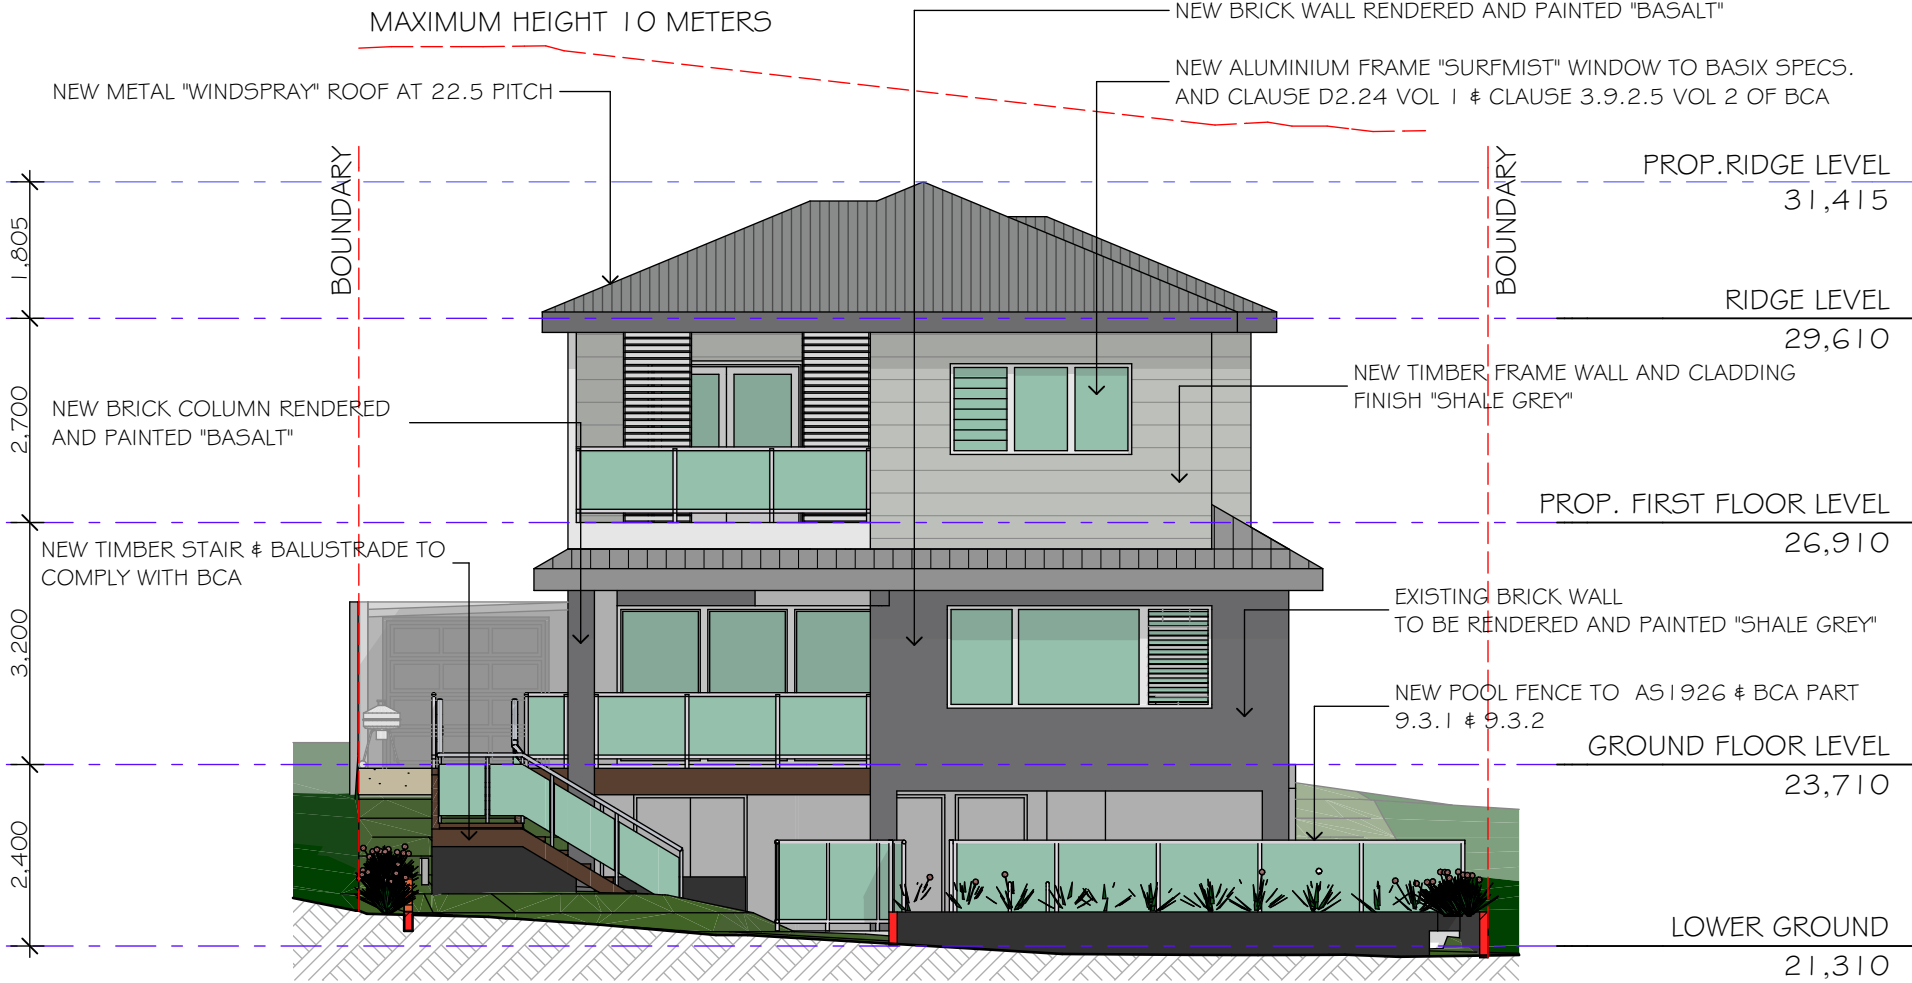 MAXIMUM HEIGHT 10 METERS
NEW BRICK WALL RENDERED AND PAINTED "BASALT"
NEW METAL "WINDSPRAY" ROOF AT 22.5 PITCH
NEW ALUMINIUM FRAME "SURFMIST" WINDOW TO BASIX SPECS.
AND CLAUSE D2.24 VOL 1 & CLAUSE 3.9.2.5 VOL 2 OF BCA
BOUNDARY
BOUNDARY
PROP.RIDGE LEVEL
31,415
1,805
RIDGE LEVEL
29,610
NEW TIMBER FRAME WALL AND CLADDING
FINISH "SHALE GREY"
2,700
NEW BRICK COLUMN RENDERED
AND PAINTED "BASALT"
PROP. FIRST FLOOR LEVEL
26,910
NEW TIMBER STAIR & BALUSTRADE TO
COMPLY WITH BCA
EXISTING BRICK WALL
TO BE RENDERED AND PAINTED "SHALE GREY"
3,200
NEW POOL FENCE TO AS1926 & BCA PART
9.3.1 & 9.3.2
GROUND FLOOR LEVEL
23,710
2,400
LOWER GROUND
21,310